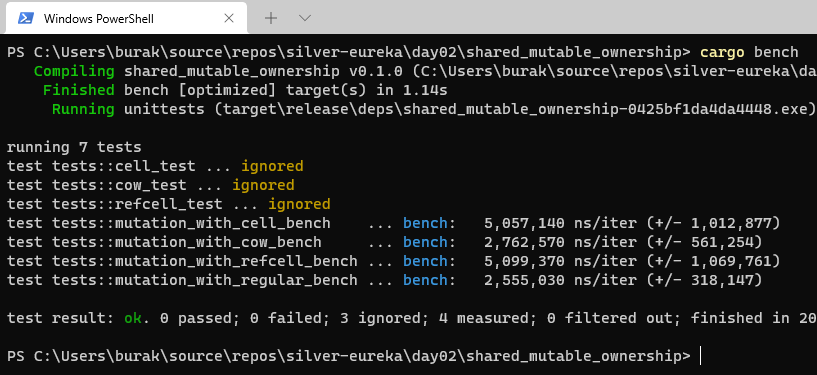 Windows PowerShell
PS C:\Users\burak\source\repos\silver-eureka\day02\shared_mutable_ownership> cargo bench
   Compiling shared_mutable_ownership v0.1.0 (C:\Users\burak\source\repos\silver-eureka\da
    Finished bench [optimized] target(s) in 1.14s
     Running unittests (target\release\deps\shared_mutable_ownership-0425bf1da4da4448.exe)
running 7 tests
test tests::cell_test ... ignored
test tests::cow_test ... ignored
test tests::refcell_test ... ignored
test tests::mutation_with_cell_bench    ... bench:   5,057,140 ns/iter (+/- 1,012,877)
test tests::mutation_with_cow_bench     ... bench:   2,762,570 ns/iter (+/- 561,254)
test tests::mutation_with_refcell_bench ... bench:   5,099,370 ns/iter (+/- 1,069,761)
test tests::mutation_with_regular_bench ... bench:   2,555,030 ns/iter (+/- 318,147)
test result: ok. 0 passed; 0 failed; 3 ignored; 4 measured; 0 filtered out; finished in 20
PS C:\Users\burak\source\repos\silver-eureka\day02\shared_mutable_ownership>